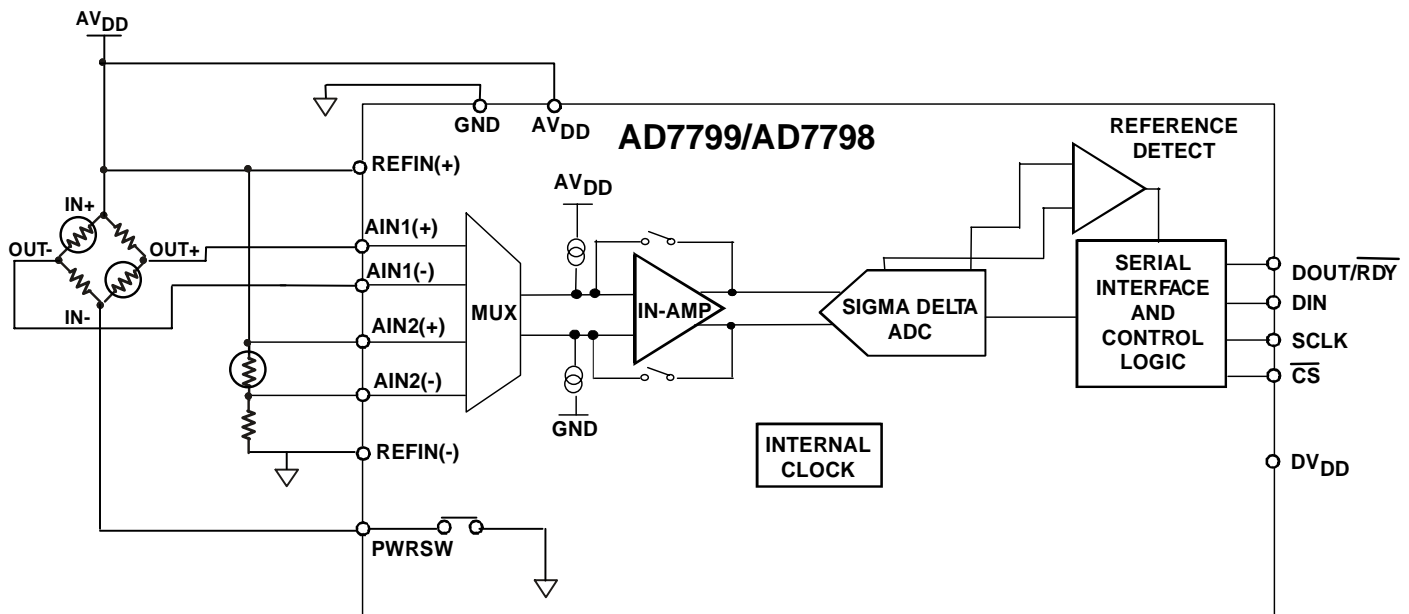 AVDD
GND
AVDD
AD7799/AD7798
REFERENCE
DETECT
REFIN(+)
AVDD
IN+
OUT-
OUT+
AIN1(+)
AIN1(-)
IN-
MUX
IN-AMP
SIGMA DELTA
ADC
SERIAL
INTERFACE
AND
CONTROL
LOGIC
DOUT/RDY
DIN
SCLK
CS
AIN2(+)
AIN2(-)
GND
INTERNAL
CLOCK
REFIN(-)
DVDD
PWRSW